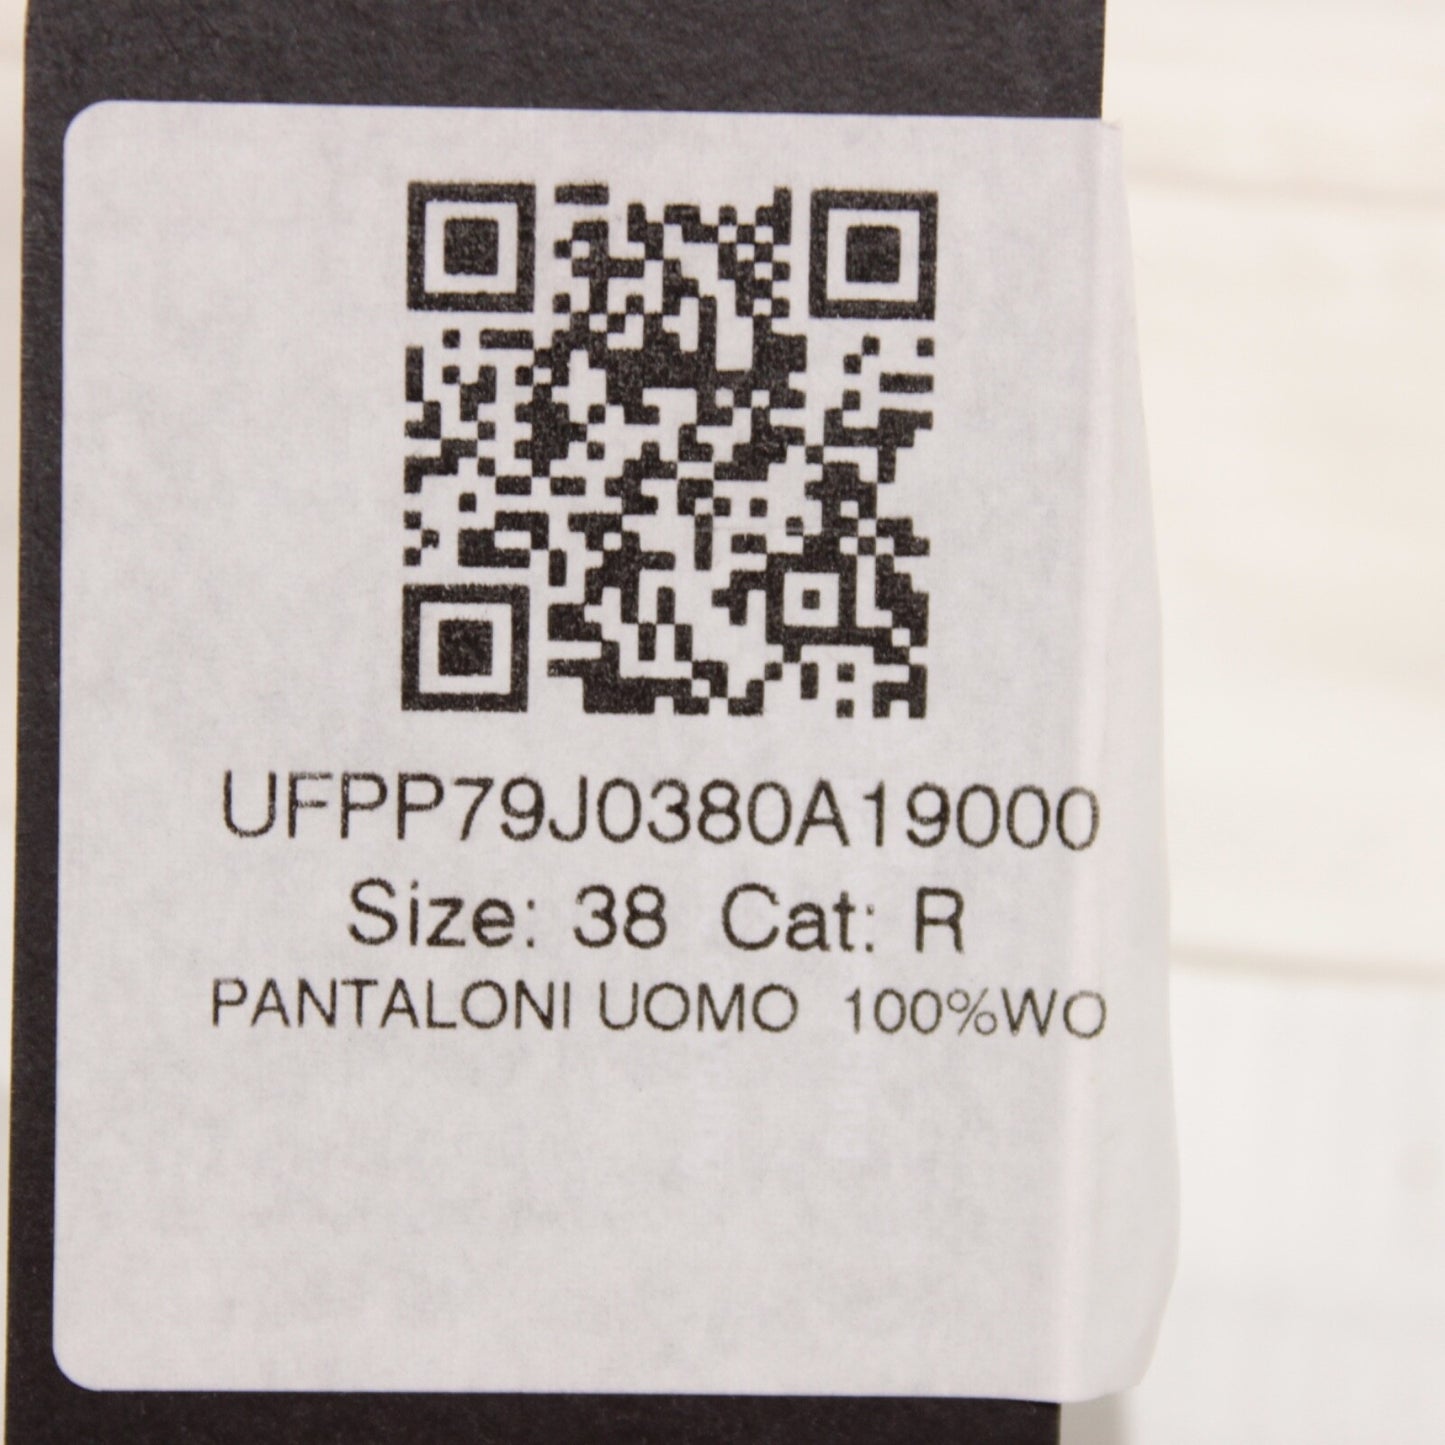 UFPP79J0380A19000
Size: 38 Cat: R
PANTALONI UOMO 100%WO